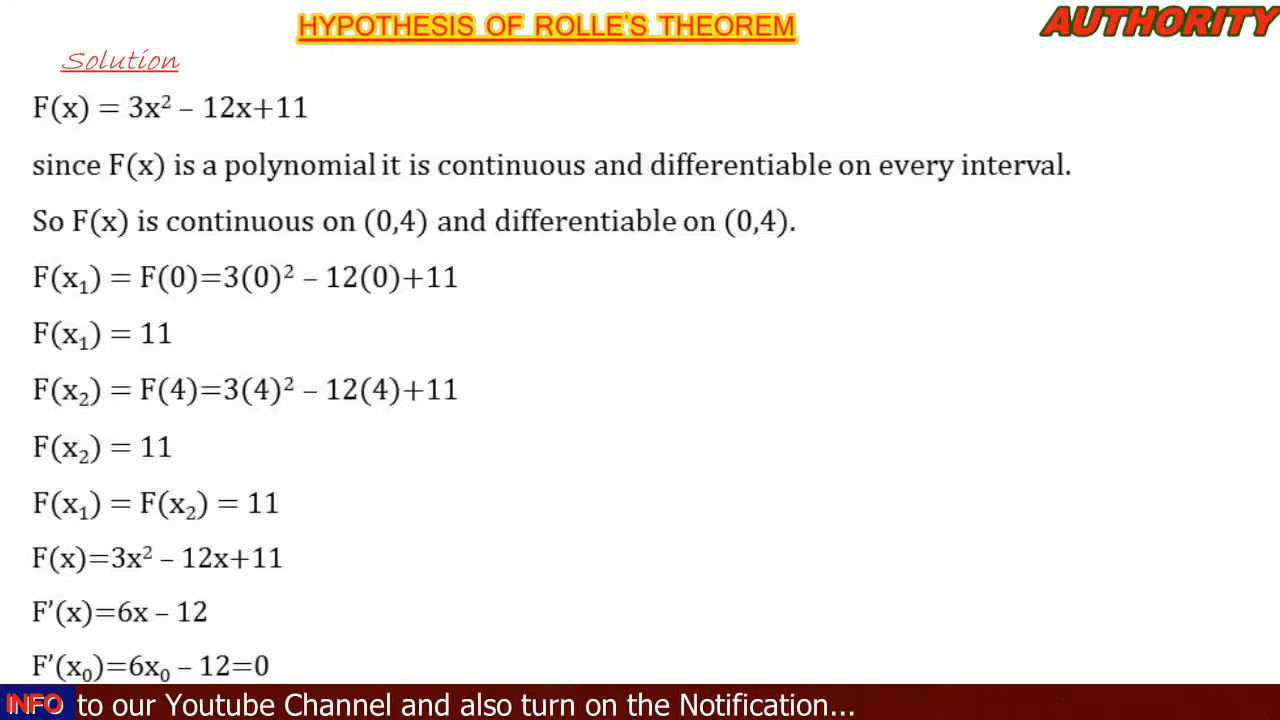 HYPOTHESIS OF ROLLE'S THEOREM
AUTHORITY
Solution
F(x) = 3x² – 12x+11
since F(x) is a polynomial it is continuous and differentiable on every interval.
So F(x) is continuous on (0,4) and differentiable on (0,4).
F(x₁) = F(0)=3(0)² – 12(0)+11
F(x₁) = 11
F(x₂) = F(4)=3(4)² – 12(4)+11
F(x₂) = 11
F(x₁) = F(x₂) = 11
F(x)=3x² – 12x+11
F’(x)=6x – 12
F’(x₀)=6x₀ – 12=0
INFO to our Youtube Channel and also turn on the Notification...